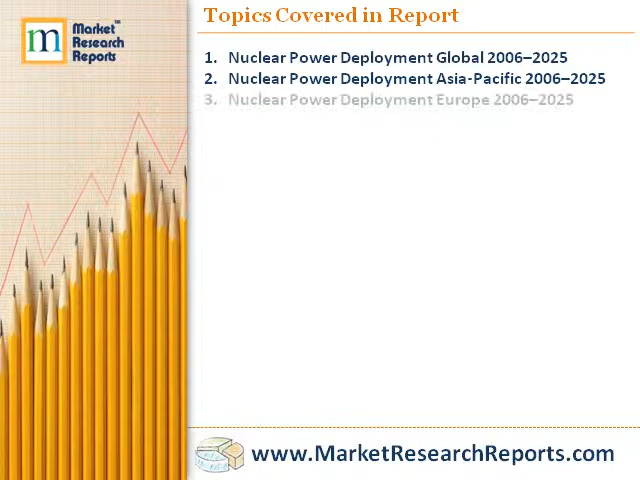 Topics Covered in Report
m
Market™
Research
Reports
1. Nuclear Power Deployment Global 2006–2025
2. Nuclear Power Deployment Asia-Pacific 2006–2025
3. Nuclear Power Deployment Europe 2006–2025
www.MarketResearchReports.com